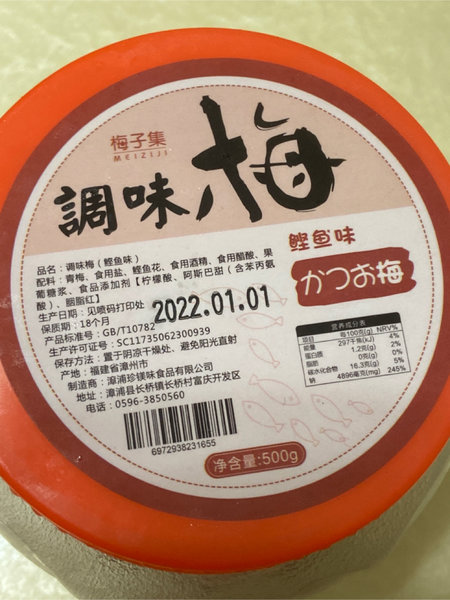 梅子集
MEIZIJI
調味梅
鲣鱼味
かつお梅
品名：调味梅（鲣鱼味）
配料：青梅、食用盐、鲣鱼花、食用酒精、食用醋酸、果
葡糖浆、食品添加剂【柠檬酸、阿斯巴甜（含苯丙氨
酸）、胭脂红】
生产日期：见喷码打印处
2022.01.01
保质期：18个月
产品标准号：GB/T10782
生产许可证号：SC11735062300939
贮存方法：置于阴凉干燥处、避免阳光直射
产地：福建省漳州市
制造商：漳浦珍镁味食品有限公司
地址：漳浦县长桥镇长桥村富庆开发区
电话：0596-3850560
6972938231655
营养成分表
项目 每100克(g) NRV%
能量 297千焦(kJ) 4%
蛋白质 1.2克(g) 2%
脂肪 0克(g) 0%
碳水化合物 16.3克(g) 5%
钠 4896毫克(mg) 245%
净含量:500g